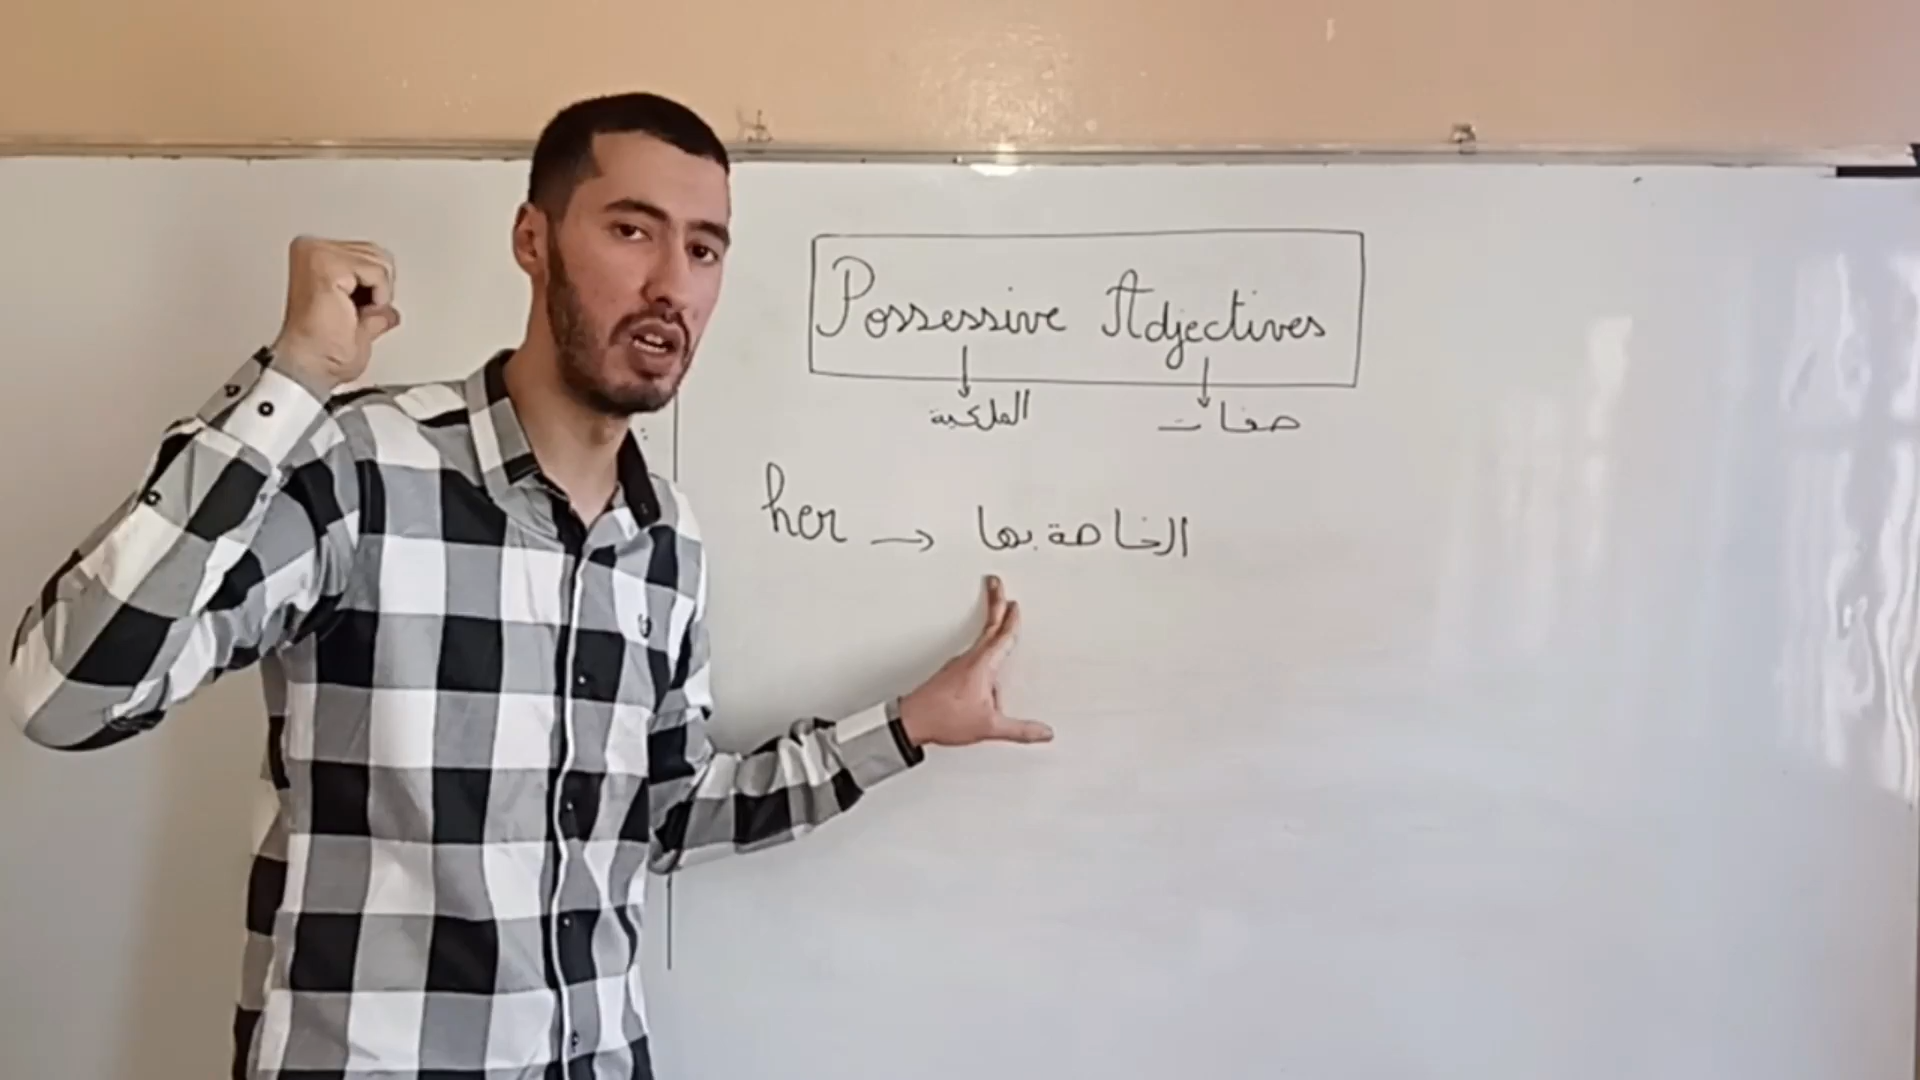 Possessive Adjectives
الملكية صفات
her → الخاصة بها